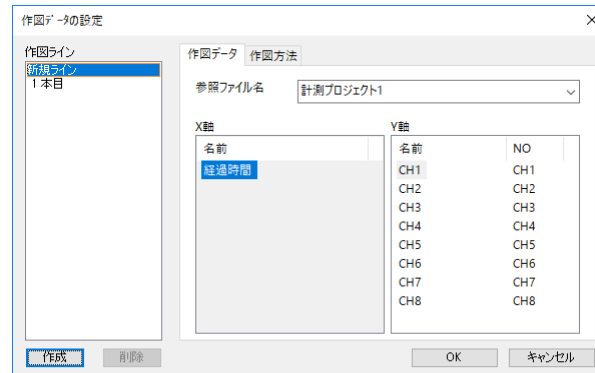 作図ﾃﾞｰﾀの設定
作図ライン
新規ライン
1 本目
作成
削除
作図データ
作図方法
参照ファイル名
計測プロジェクト1
X軸
名前
経過時間
Y軸
名前 NO
CH1 CH1
CH2 CH2
CH3 CH3
CH4 CH4
CH5 CH5
CH6 CH6
CH7 CH7
CH8 CH8
OK
キャンセル